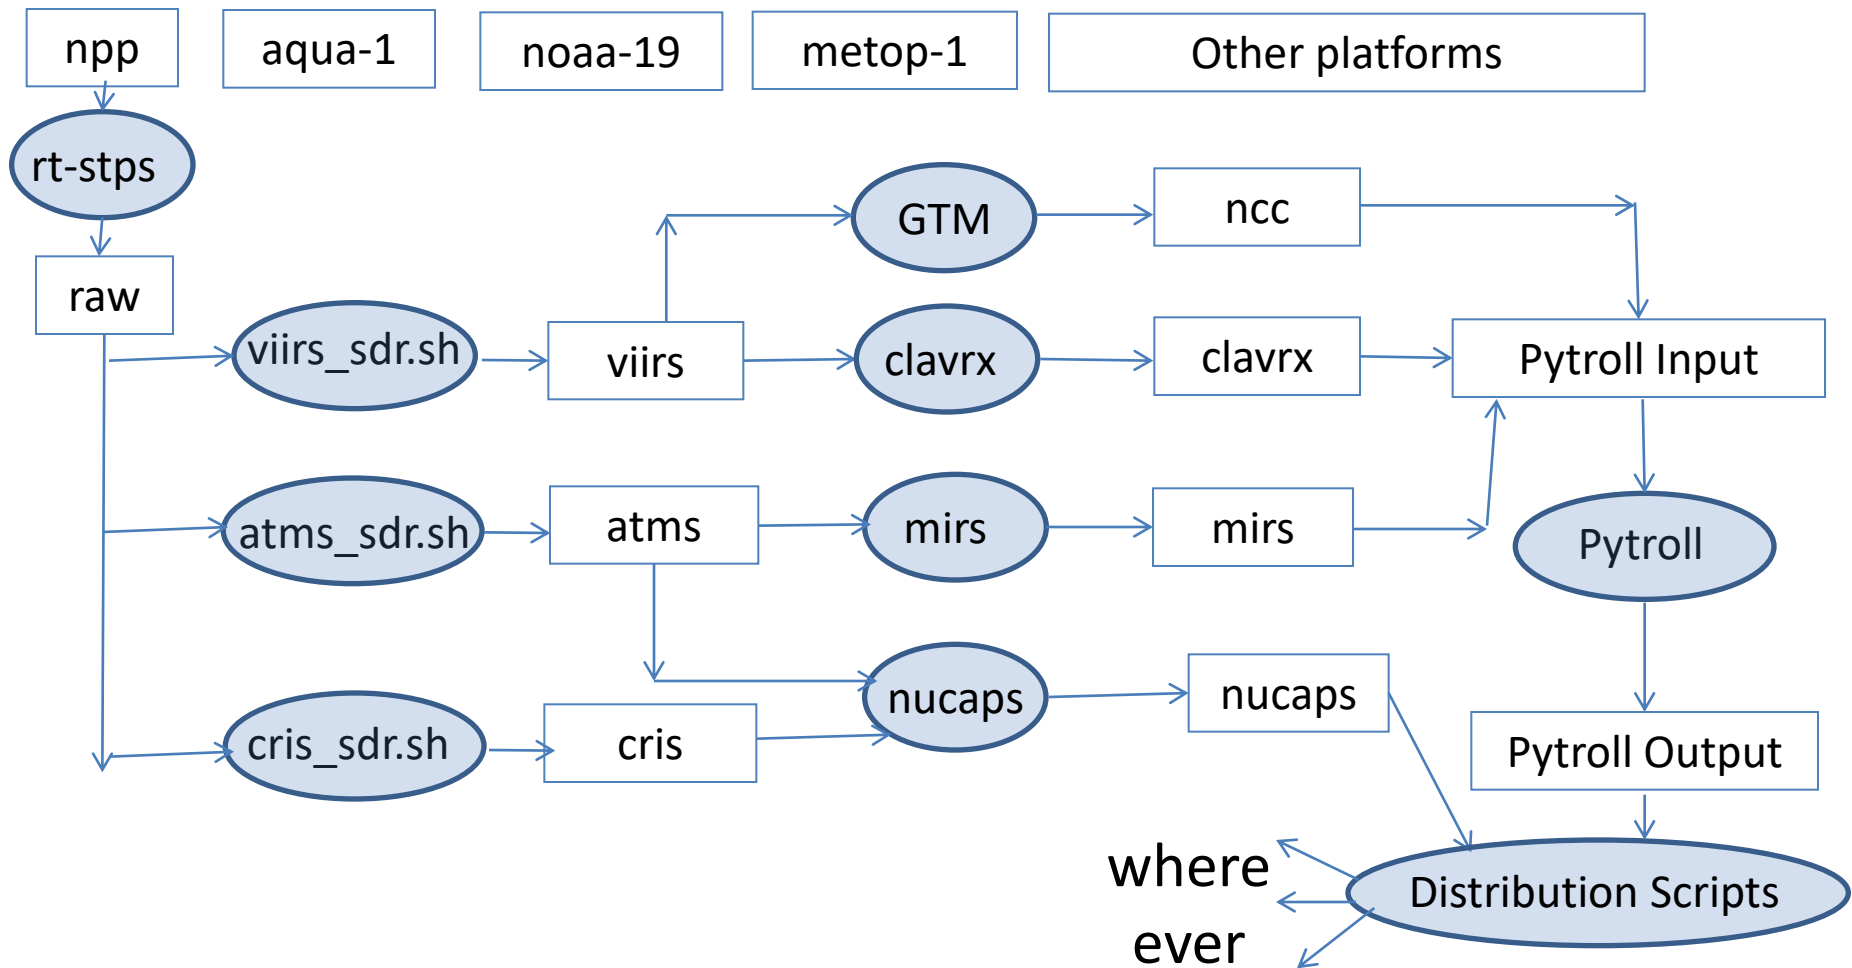 npp
aqua-1
noaa-19
metop-1
Other platforms
rt-stps
GTM
ncc
raw
viirs_sdr.sh
viirs
clavrx
clavrx
Pytroll Input
atms_sdr.sh
atms
mirs
mirs
Pytroll
cris_sdr.sh
cris
nucaps
nucaps
Pytroll Output
where
ever
Distribution Scripts